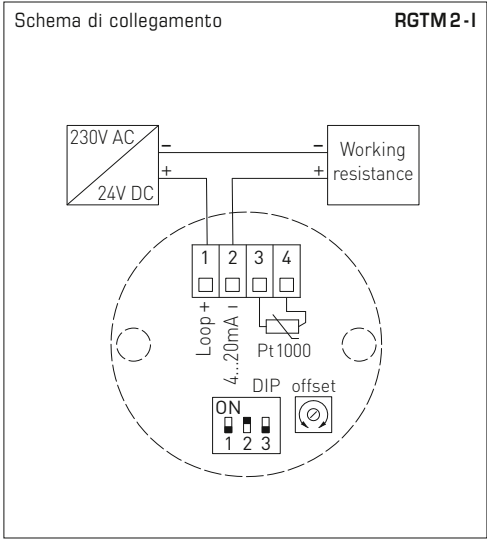 Schema di collegamento RGTM 2 - I
230V AC
24V DC
–
+
–
+
Working
resistance
1 2 3 4
Loop +
4...20mA –
Pt1000
DIP offset
ON
1 2 3